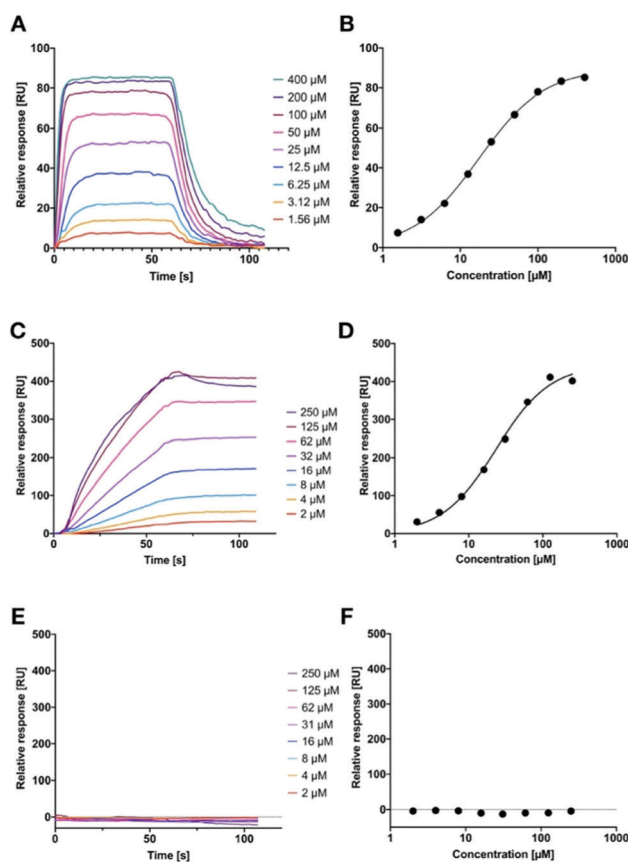 A
Relative response [RU]
100
80
60
40
20
0
0
50
100
Time [s]
400 µM
200 µM
100 µM
50 µM
25 µM
12.5 µM
6.25 µM
3.12 µM
1.56 µM
B
Relative response [RU]
100
80
60
40
20
0
1
10
100
1000
Concentration [µM]
C
Relative response [RU]
500
400
300
200
100
0
0
50
100
Time [s]
250 µM
125 µM
62 µM
32 µM
16 µM
8 µM
4 µM
2 µM
D
Relative response [RU]
500
400
300
200
100
0
1
10
100
1000
Concentration [µM]
E
Relative response [RU]
500
400
300
200
100
0
0
50
100
Time [s]
250 µM
125 µM
62 µM
31 µM
16 µM
8 µM
4 µM
2 µM
F
Relative response [RU]
500
400
300
200
100
0
1
10
100
1000
Concentration [µM]